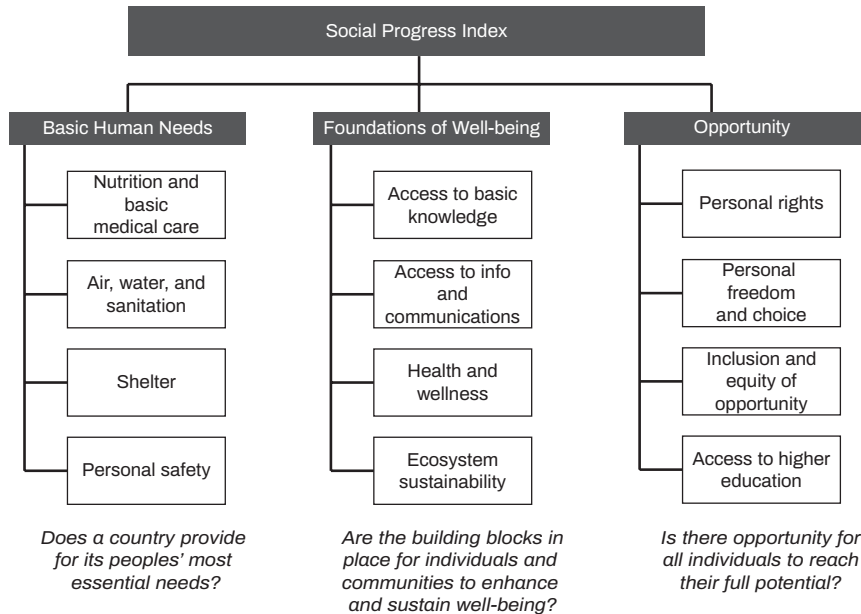 Social Progress Index
Basic Human Needs
Nutrition and
basic
medical care
Air, water, and
sanitation
Shelter
Personal safety
Does a country provide
for its peoples' most
essential needs?
Foundations of Well-being
Access to basic
knowledge
Access to info
and
communications
Health and
wellness
Ecosystem
sustainability
Are the building blocks in
place for individuals and
communities to enhance
and sustain well-being?
Opportunity
Personal rights
Personal
freedom
and choice
Inclusion and
equity of
opportunity
Access to higher
education
Is there opportunity for
all individuals to reach
their full potential?